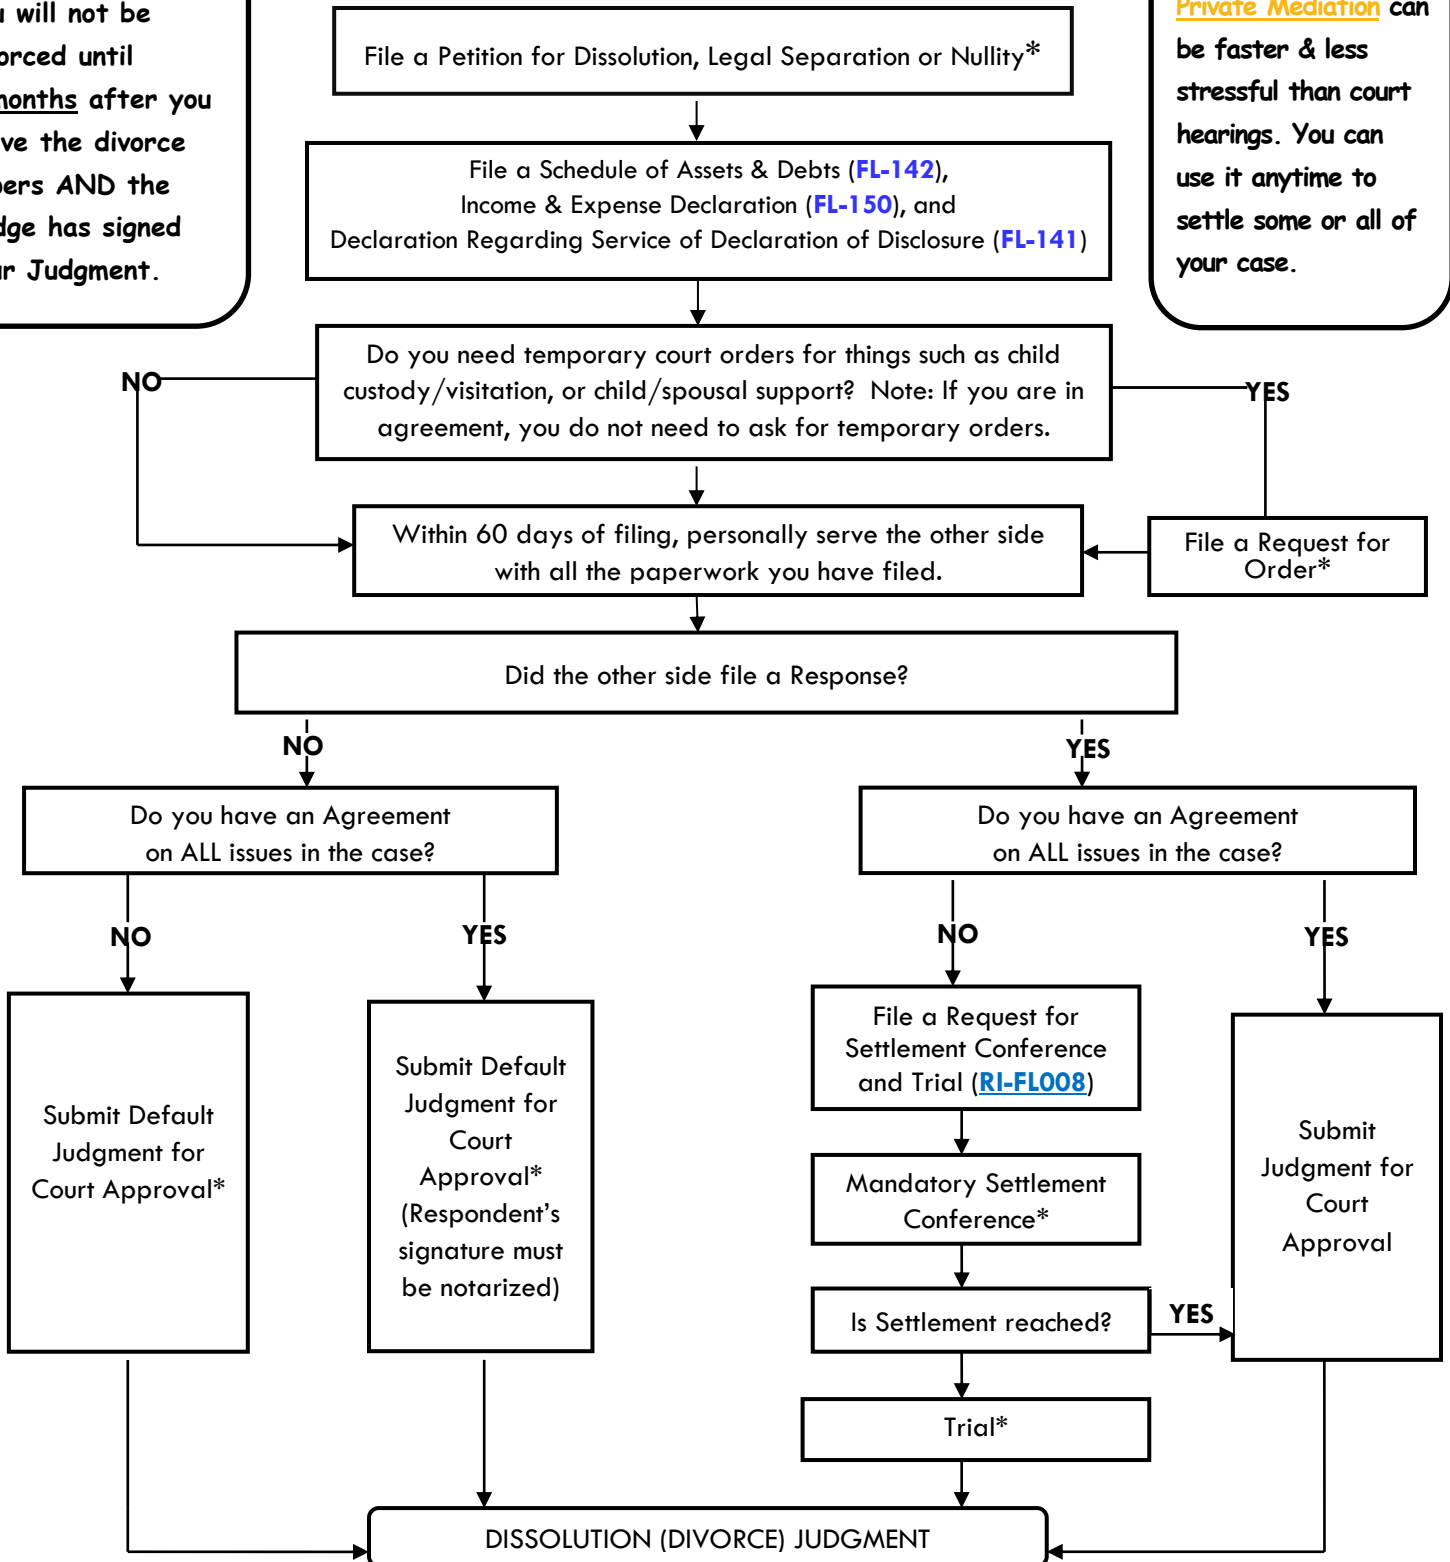 will not be
until
after you
the divorce
AND the
has signed
Judgment.
File a Petition for Dissolution, Legal Separation or Nullity*
Private Mediation can
be faster & less
stressful than court
hearings. You can
use it anytime to
settle some or all of
your case.
File a Schedule of Assets & Debts (FL-142),
Income & Expense Declaration (FL-150), and
Declaration Regarding Service of Declaration of Disclosure (FL-141)
Do you need temporary court orders for things such as child
custody/visitation, or child/spousal support? Note: If you are in
agreement, you do not need to ask for temporary orders.
NO
YES
Within 60 days of filing, personally serve the other side
with all the paperwork you have filed.
File a Request for
Order*
Did the other side file a Response?
NO
YES
Do you have an Agreement
on ALL issues in the case?
Do you have an Agreement
on ALL issues in the case?
NO
YES
NO
YES
Submit Default
Judgment for
Court Approval*
Submit Default
Judgment for
Court
Approval*
(Respondent's
signature must
be notarized)
File a Request for
Settlement Conference
and Trial (RI-FL008)
Mandatory Settlement
Conference*
Is Settlement reached?
YES
Submit
Judgment for
Court
Approval
Trial*
DISSOLUTION (DIVORCE) JUDGMENT